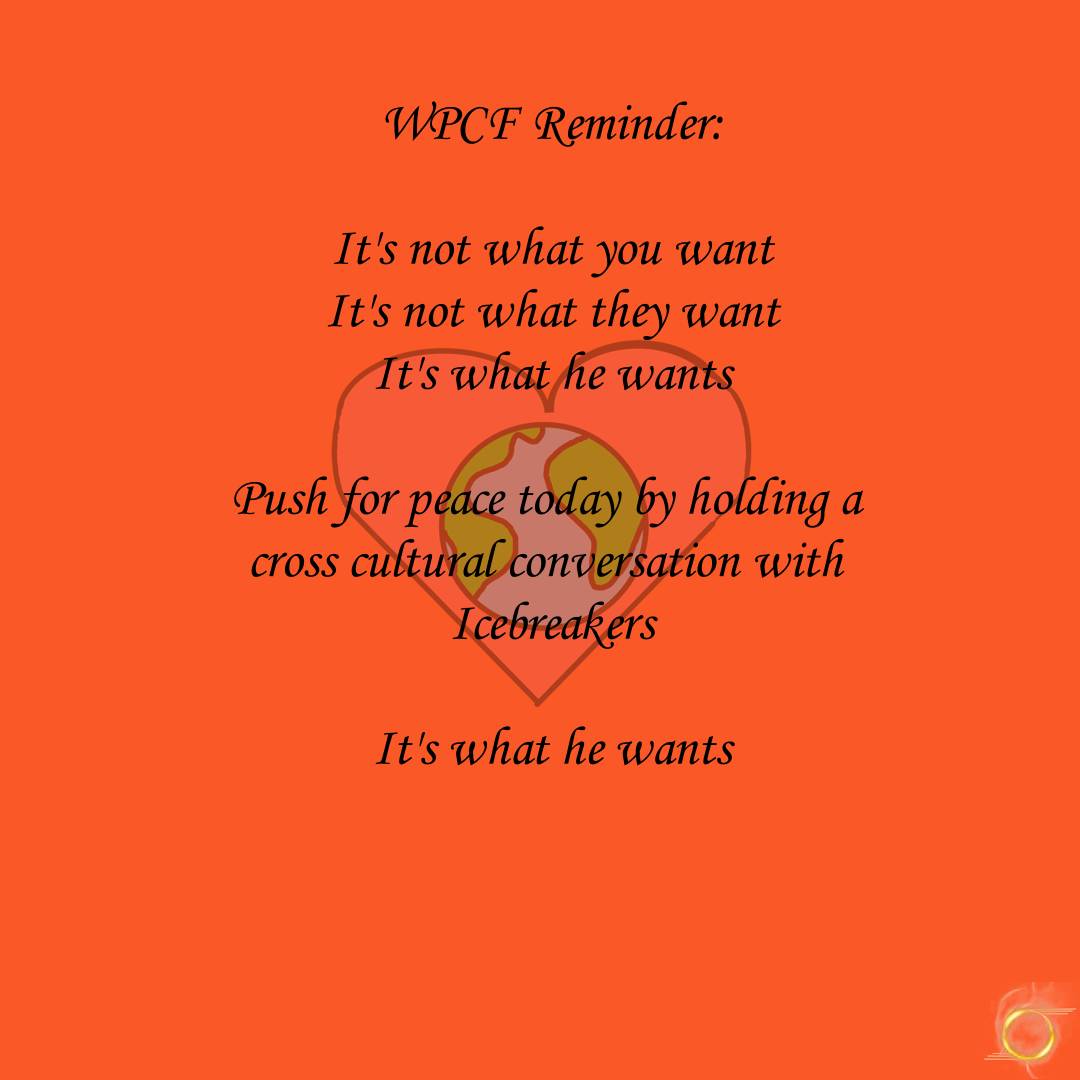 WPCF Reminder:
It's not what you want
It's not what they want
It's what he wants
Push for peace today by holding a
cross cultural conversation with
Icebreakers
It's what he wants